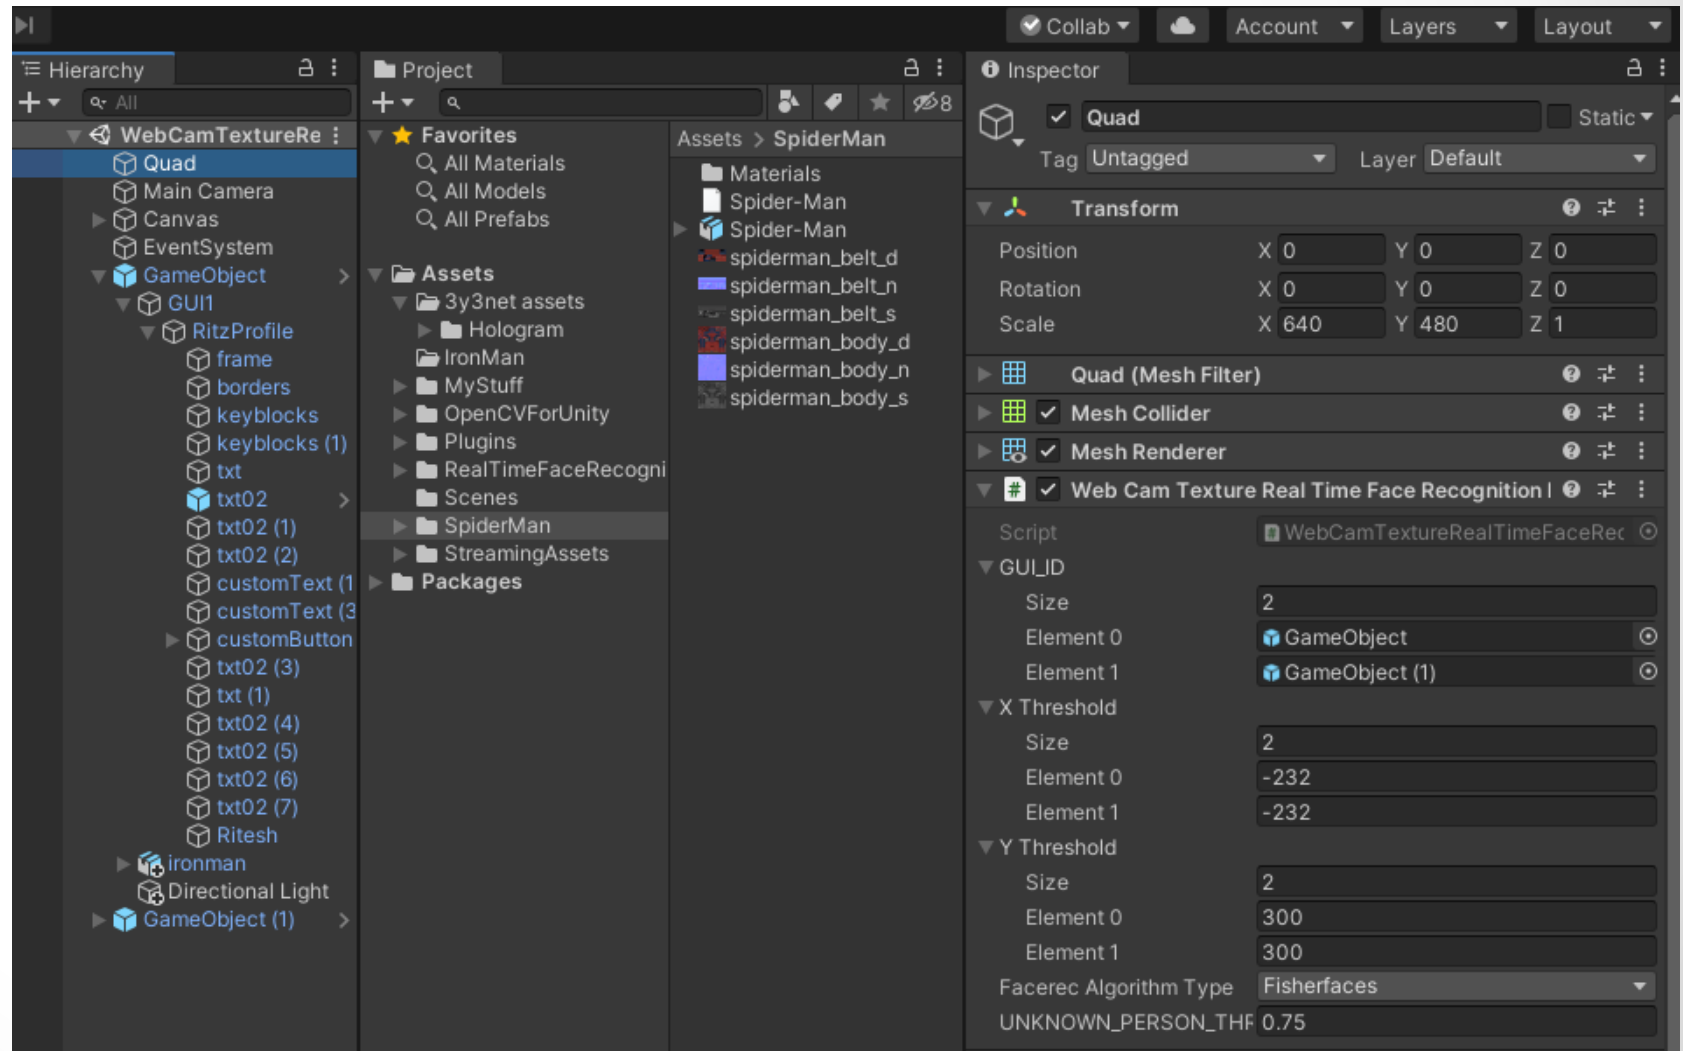 Collab
Account
Layers
Layout
Hierarchy
All
WebCamTextureRe
Quad
Main Camera
Canvas
EventSystem
GameObject
GUI1
RitzProfile
frame
borders
keyblocks
keyblocks (1)
txt
txt02
txt02 (1)
txt02 (2)
customText (1
customText (3
customButton
txt02 (3)
txt (1)
txt02 (4)
txt02 (5)
txt02 (6)
txt02 (7)
Ritesh
ironman
Directional Light
GameObject (1)
Project
8
Favorites
All Materials
All Models
All Prefabs
Assets
3y3net assets
Hologram
IronMan
MyStuff
OpenCVForUnity
Plugins
RealTimeFaceRecogni
Scenes
SpiderMan
StreamingAssets
Packages
Assets > SpiderMan
Materials
Spider-Man
Spider-Man
spiderman_belt_d
spiderman_belt_n
spiderman_belt_s
spiderman_body_d
spiderman_body_n
spiderman_body_s
Inspector
Quad Static
Tag Untagged Layer Default
Transform
Position X 0 Y 0 Z 0
Rotation X 0 Y 0 Z 0
Scale X 640 Y 480 Z 1
Quad (Mesh Filter)
Mesh Collider
Mesh Renderer
# Web Cam Texture Real Time Face Recognition
Script WebCamTextureRealTimeFaceRec
GUI_ID
Size 2
Element 0 GameObject
Element 1 GameObject (1)
X Threshold
Size 2
Element 0 -232
Element 1 -232
Y Threshold
Size 2
Element 0 300
Element 1 300
Facerec Algorithm Type Fisherfaces
UNKNOWN_PERSON_THR 0.75